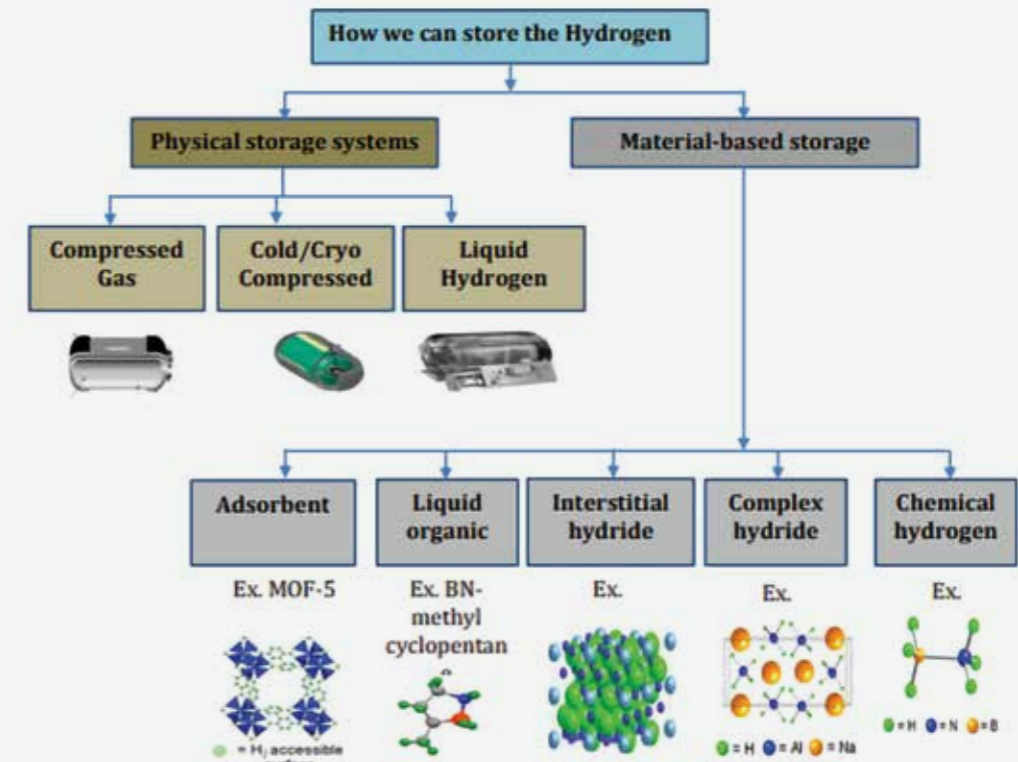 How we can store the Hydrogen
Physical storage systems
Material-based storage
Compressed
Gas
Cold/Cryo
Compressed
Liquid
Hydrogen
Adsorbent
Liquid
organic
Interstitial
hydride
Complex
hydride
Chemical
hydrogen
Ex. MOF-5
Ex. BN-
methyl
cyclopentan
Ex.
Ex.
Ex.
= H₂ accessible
= H = Al = Na
= H = N = B